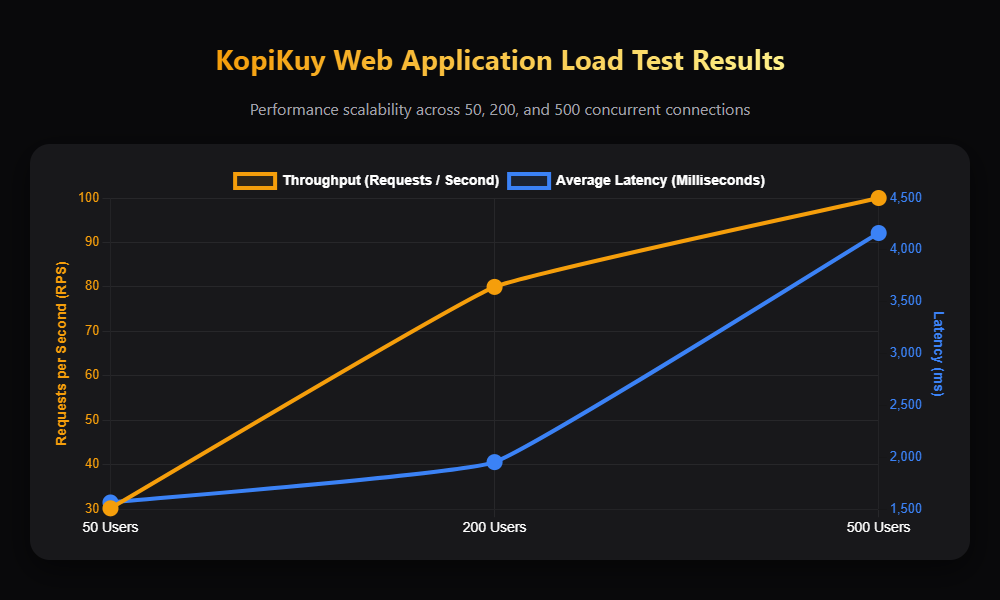 KopiKuy Web Application Load Test Results
Performance scalability across 50, 200, and 500 concurrent connections
Throughput (Requests / Second) Average Latency (Milliseconds)
Requests per Second (RPS)
100
90
80
70
60
50
40
30
4,500
4,000
3,500
3,000
2,500
2,000
1,500
Latency (ms)
50 Users 200 Users 500 Users